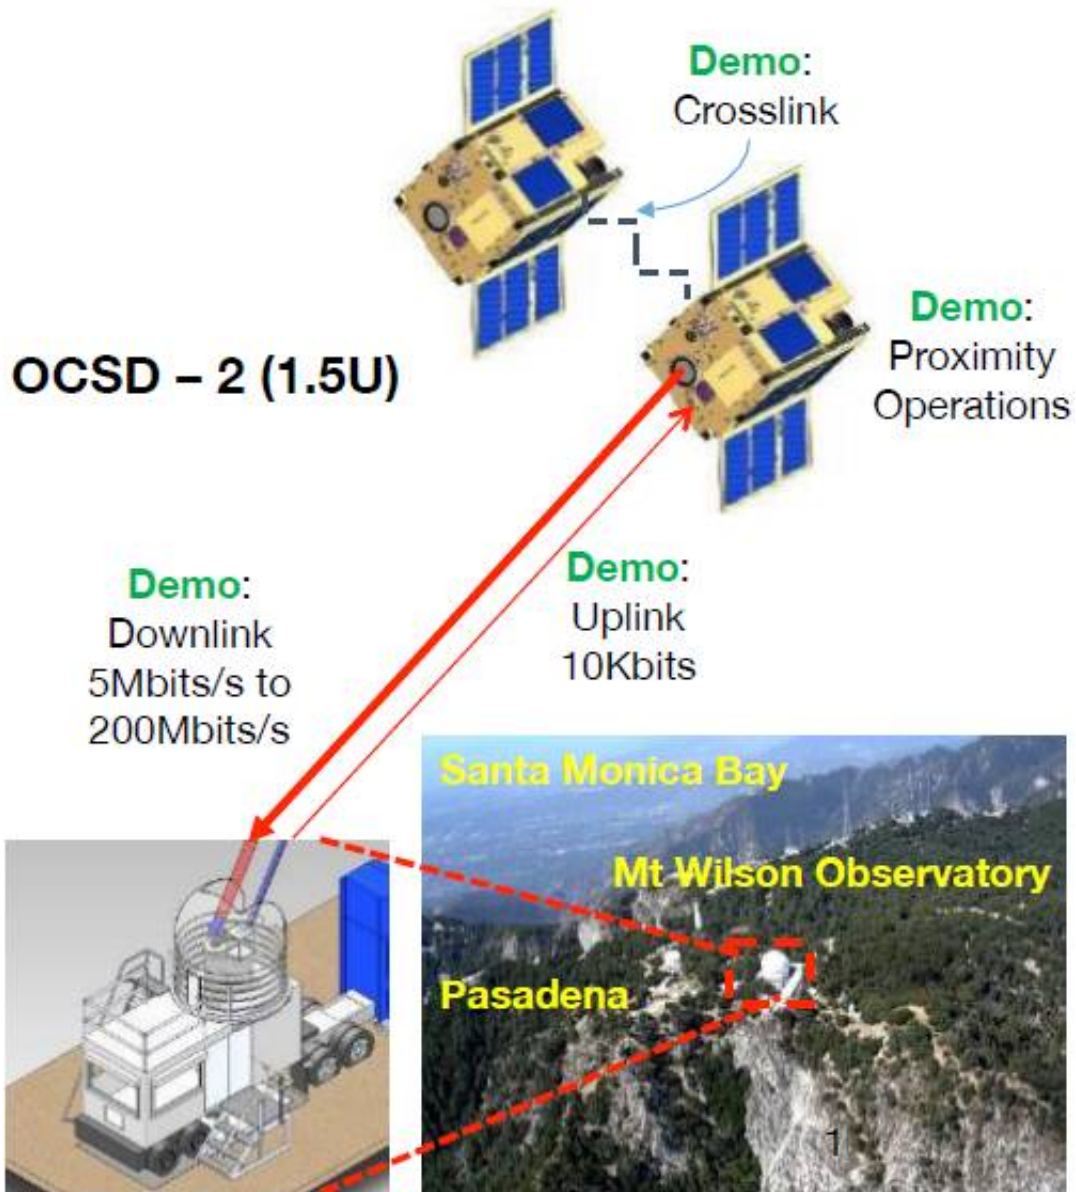 Demo:
Crosslink
Demo:
Proximity
Operations
OCSD – 2 (1.5U)
Demo:
Downlink
5Mbits/s to
200Mbits/s
Demo:
Uplink
10Kbits
Santa Monica Bay
Mt Wilson Observatory
Pasadena
1